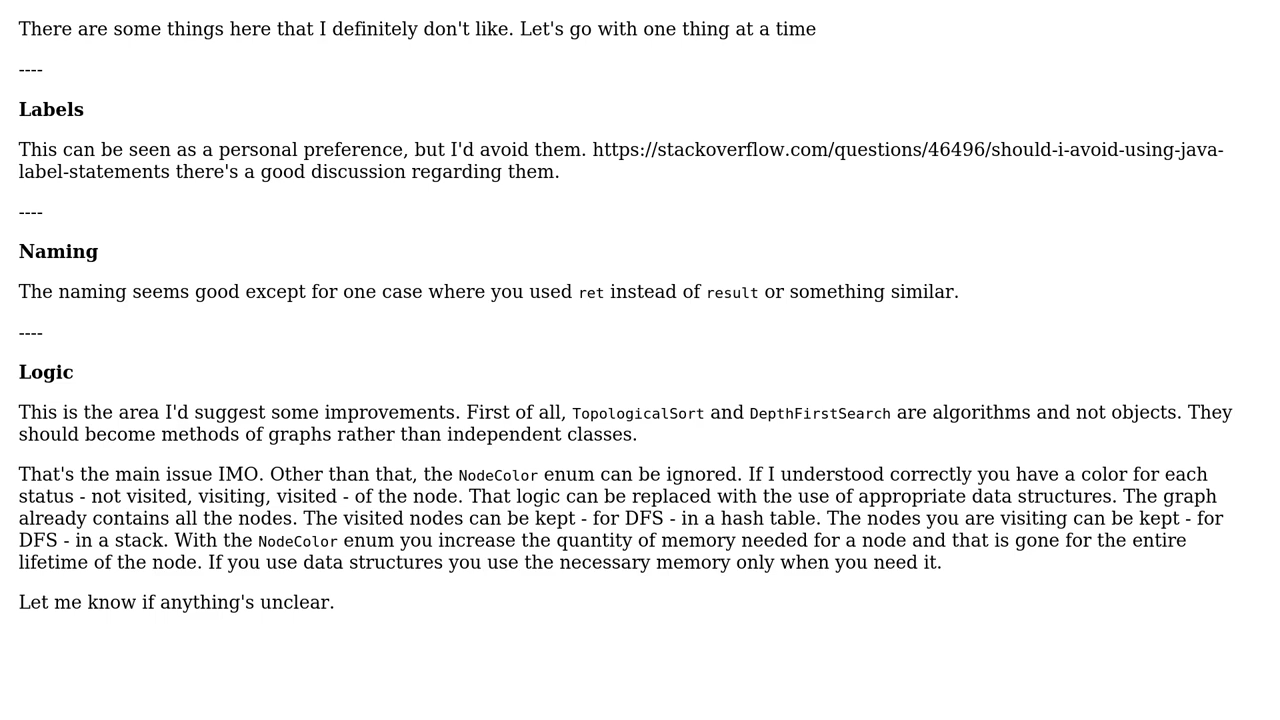 There are some things here that I definitely don't like. Let's go with one thing at a time
----
Labels
This can be seen as a personal preference, but I'd avoid them. https://stackoverflow.com/questions/46496/should-i-avoid-using-java-
label-statements there's a good discussion regarding them.
----
Naming
The naming seems good except for one case where you used ret instead of result or something similar.
----
Logic
This is the area I'd suggest some improvements. First of all, TopologicalSort and DepthFirstSearch are algorithms and not objects. They
should become methods of graphs rather than independent classes.
That's the main issue IMO. Other than that, the NodeColor enum can be ignored. If I understood correctly you have a color for each
status - not visited, visiting, visited - of the node. That logic can be replaced with the use of appropriate data structures. The graph
already contains all the nodes. The visited nodes can be kept - for DFS - in a hash table. The nodes you are visiting can be kept - for
DFS - in a stack. With the NodeColor enum you increase the quantity of memory needed for a node and that is gone for the entire
lifetime of the node. If you use data structures you use the necessary memory only when you need it.
Let me know if anything's unclear.